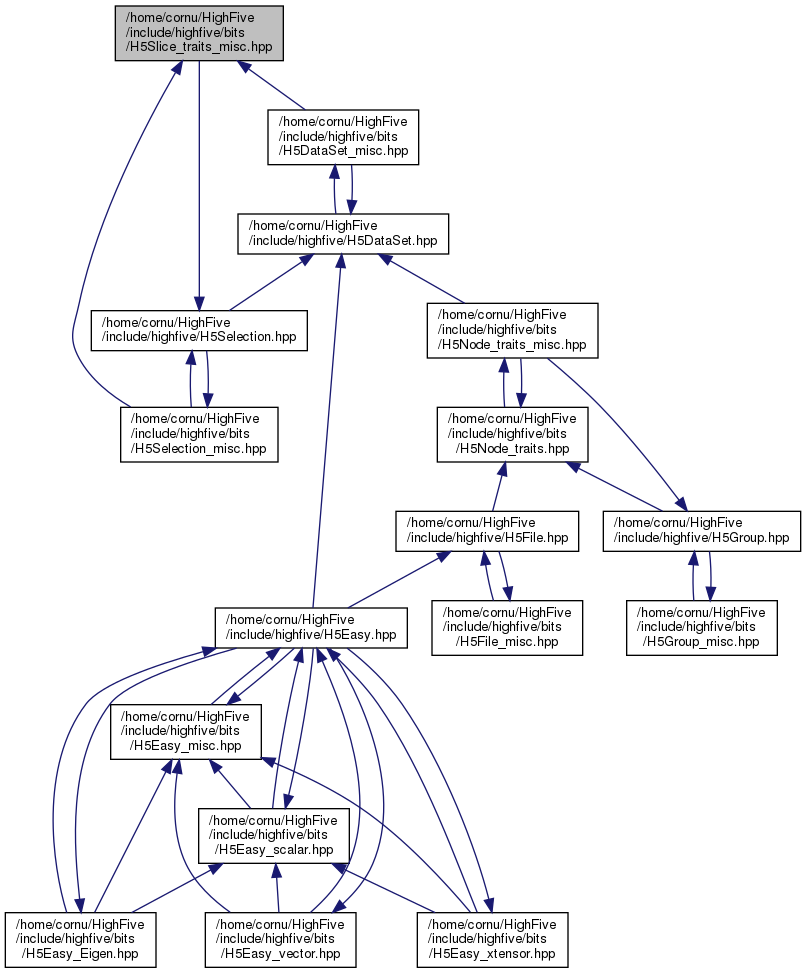 /home/cornu/HighFive
/include/highfive/bits
/H5Slice_traits_misc.hpp
/home/cornu/HighFive
/include/highfive/bits
/H5DataSet_misc.hpp
/home/cornu/HighFive
/include/highfive/H5DataSet.hpp
/home/cornu/HighFive
/include/highfive/H5Selection.hpp
/home/cornu/HighFive
/include/highfive/bits
/H5Node_traits_misc.hpp
/home/cornu/HighFive
/include/highfive/bits
/H5Selection_misc.hpp
/home/cornu/HighFive
/include/highfive/bits
/H5Node_traits.hpp
/home/cornu/HighFive
/include/highfive/H5File.hpp
/home/cornu/HighFive
/include/highfive/H5Group.hpp
/home/cornu/HighFive
/include/highfive/H5Easy.hpp
/home/cornu/HighFive
/include/highfive/bits
/H5File_misc.hpp
/home/cornu/HighFive
/include/highfive/bits
/H5Group_misc.hpp
/home/cornu/HighFive
/include/highfive/bits
/H5Easy_misc.hpp
/home/cornu/HighFive
/include/highfive/bits
/H5Easy_scalar.hpp
/home/cornu/HighFive
/include/highfive/bits
/H5Easy_Eigen.hpp
/home/cornu/HighFive
/include/highfive/bits
/H5Easy_vector.hpp
/home/cornu/HighFive
/include/highfive/bits
/H5Easy_xtensor.hpp